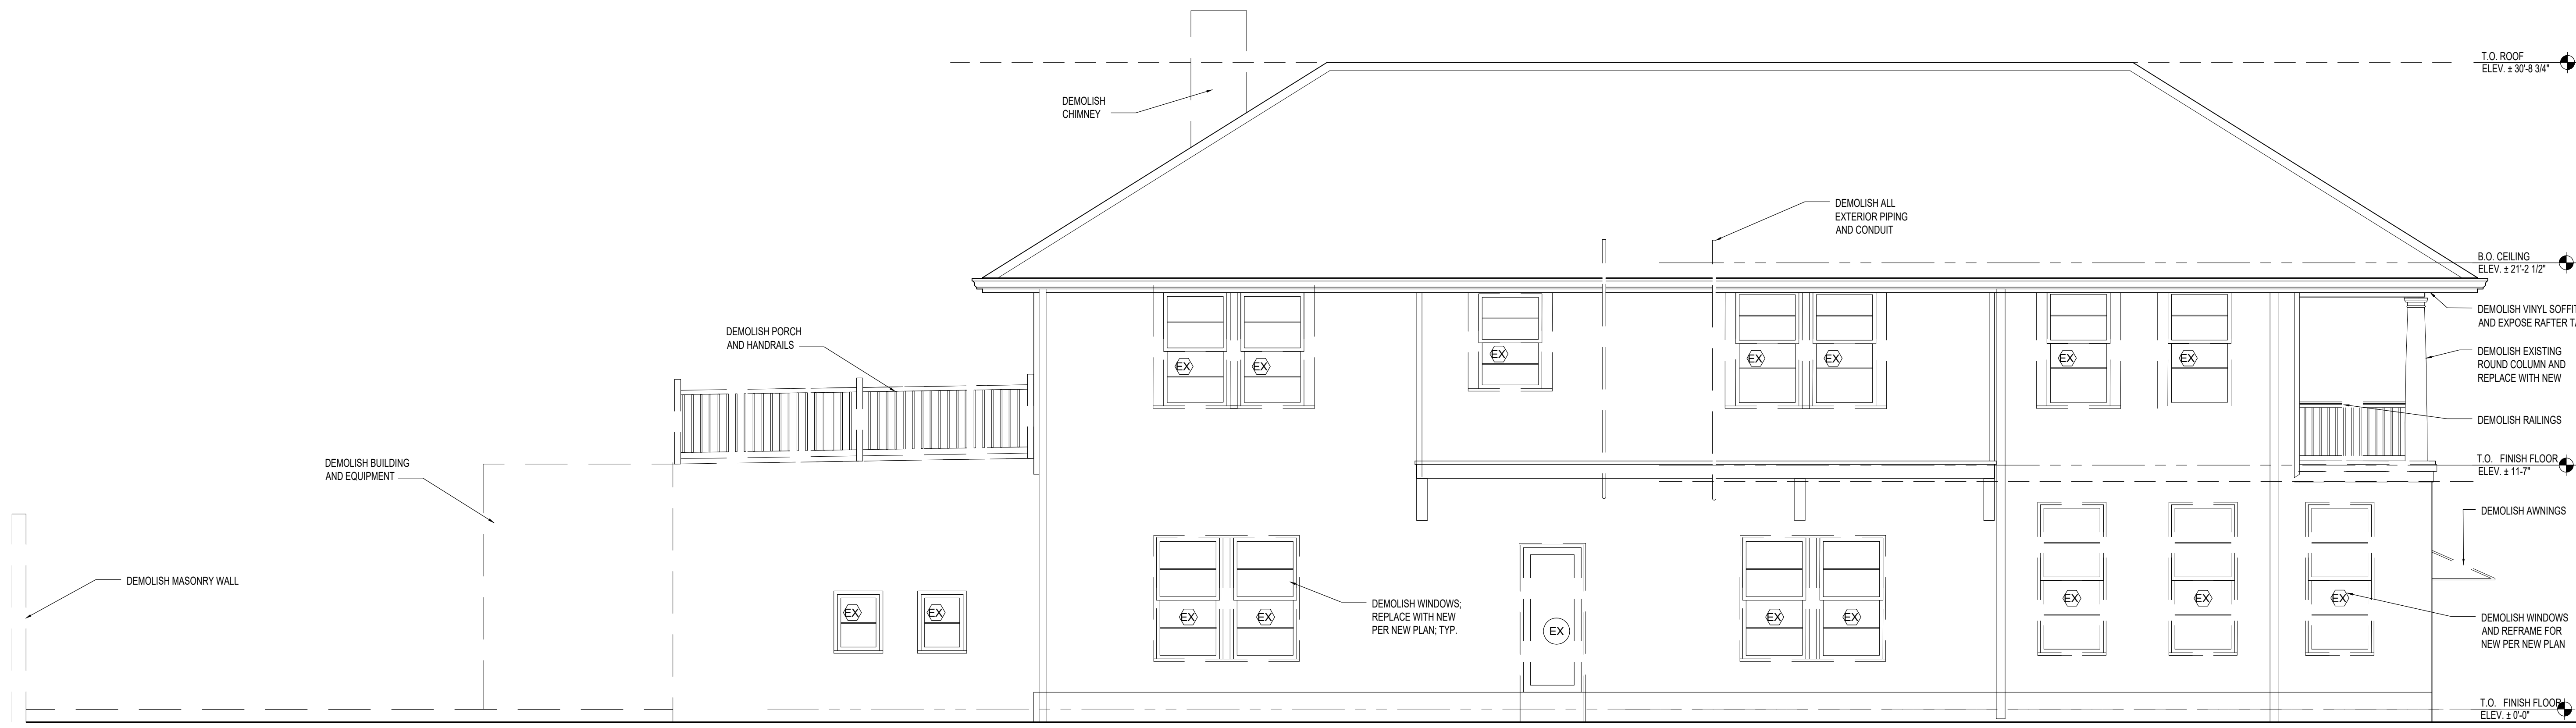 T.O. ROOF
ELEV. ± 30'-8 3/4"
DEMOLISH
CHIMNEY
DEMOLISH ALL
EXTERIOR PIPING
AND CONDUIT
B.O. CEILING
ELEV. ± 21'-2 1/2"
DEMOLISH VINYL SOFFIT
AND EXPOSE RAFTER
DEMOLISH PORCH
AND HANDRAILS
DEMOLISH EXISTING
ROUND COLUMN AND
REPLACE WITH NEW
EX EX EX EX EX EX EX
DEMOLISH RAILINGS
DEMOLISH BUILDING
AND EQUIPMENT
T.O. FINISH FLOOR
ELEV. ± 11-7"
DEMOLISH AWNINGS
DEMOLISH MASONRY WALL
DEMOLISH WINDOWS;
REPLACE WITH NEW
PER NEW PLAN; TYP.
EX EX EX EX EX EX EX EX EX EX
DEMOLISH WINDOWS
AND REFRAME FOR
NEW PER NEW PLAN
T.O. FINISH FLOOR
ELEV. ± 0'-0"